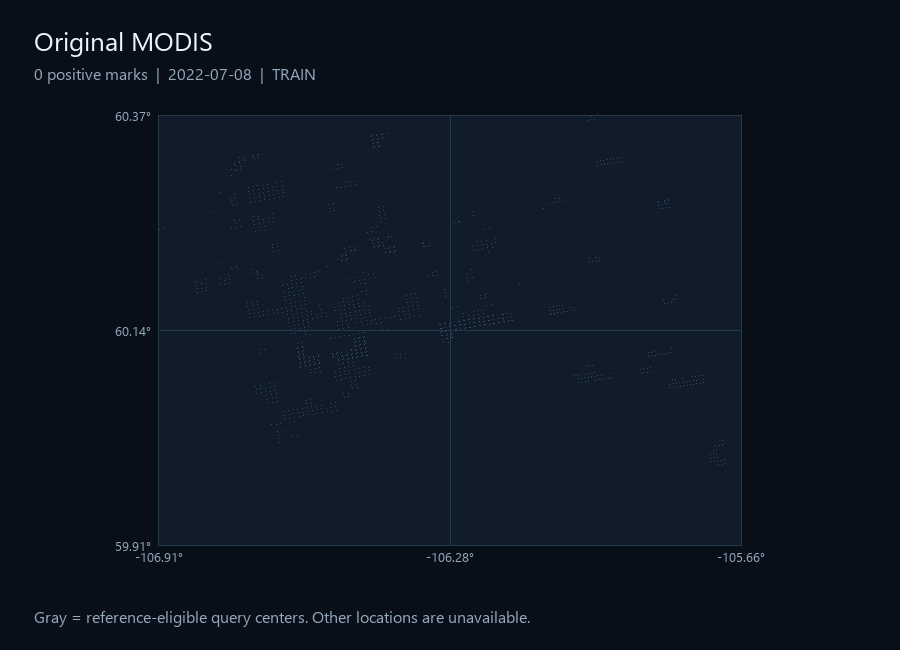 Original MODIS
0 positive marks | 2022-07-08 | TRAIN
60.37°
60.14°
59.91°
-106.91°
-106.28°
-105.66°
Gray = reference-eligible query centers. Other locations are unavailable.